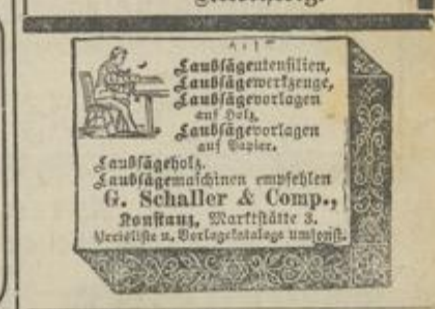 Laubsägeutensilien,
Laubsägewerkzeuge,
Laubsägevorlagen
auf Holz,
Laubsägevorlagen
auf Papier.
Laubsägeholz.
Laubsägemaschinen empfehlen
G. Schaller & Comp.,
Konstanz, Marktstätte 3.
Preisliste u. Vorlagekataloge umsonst.